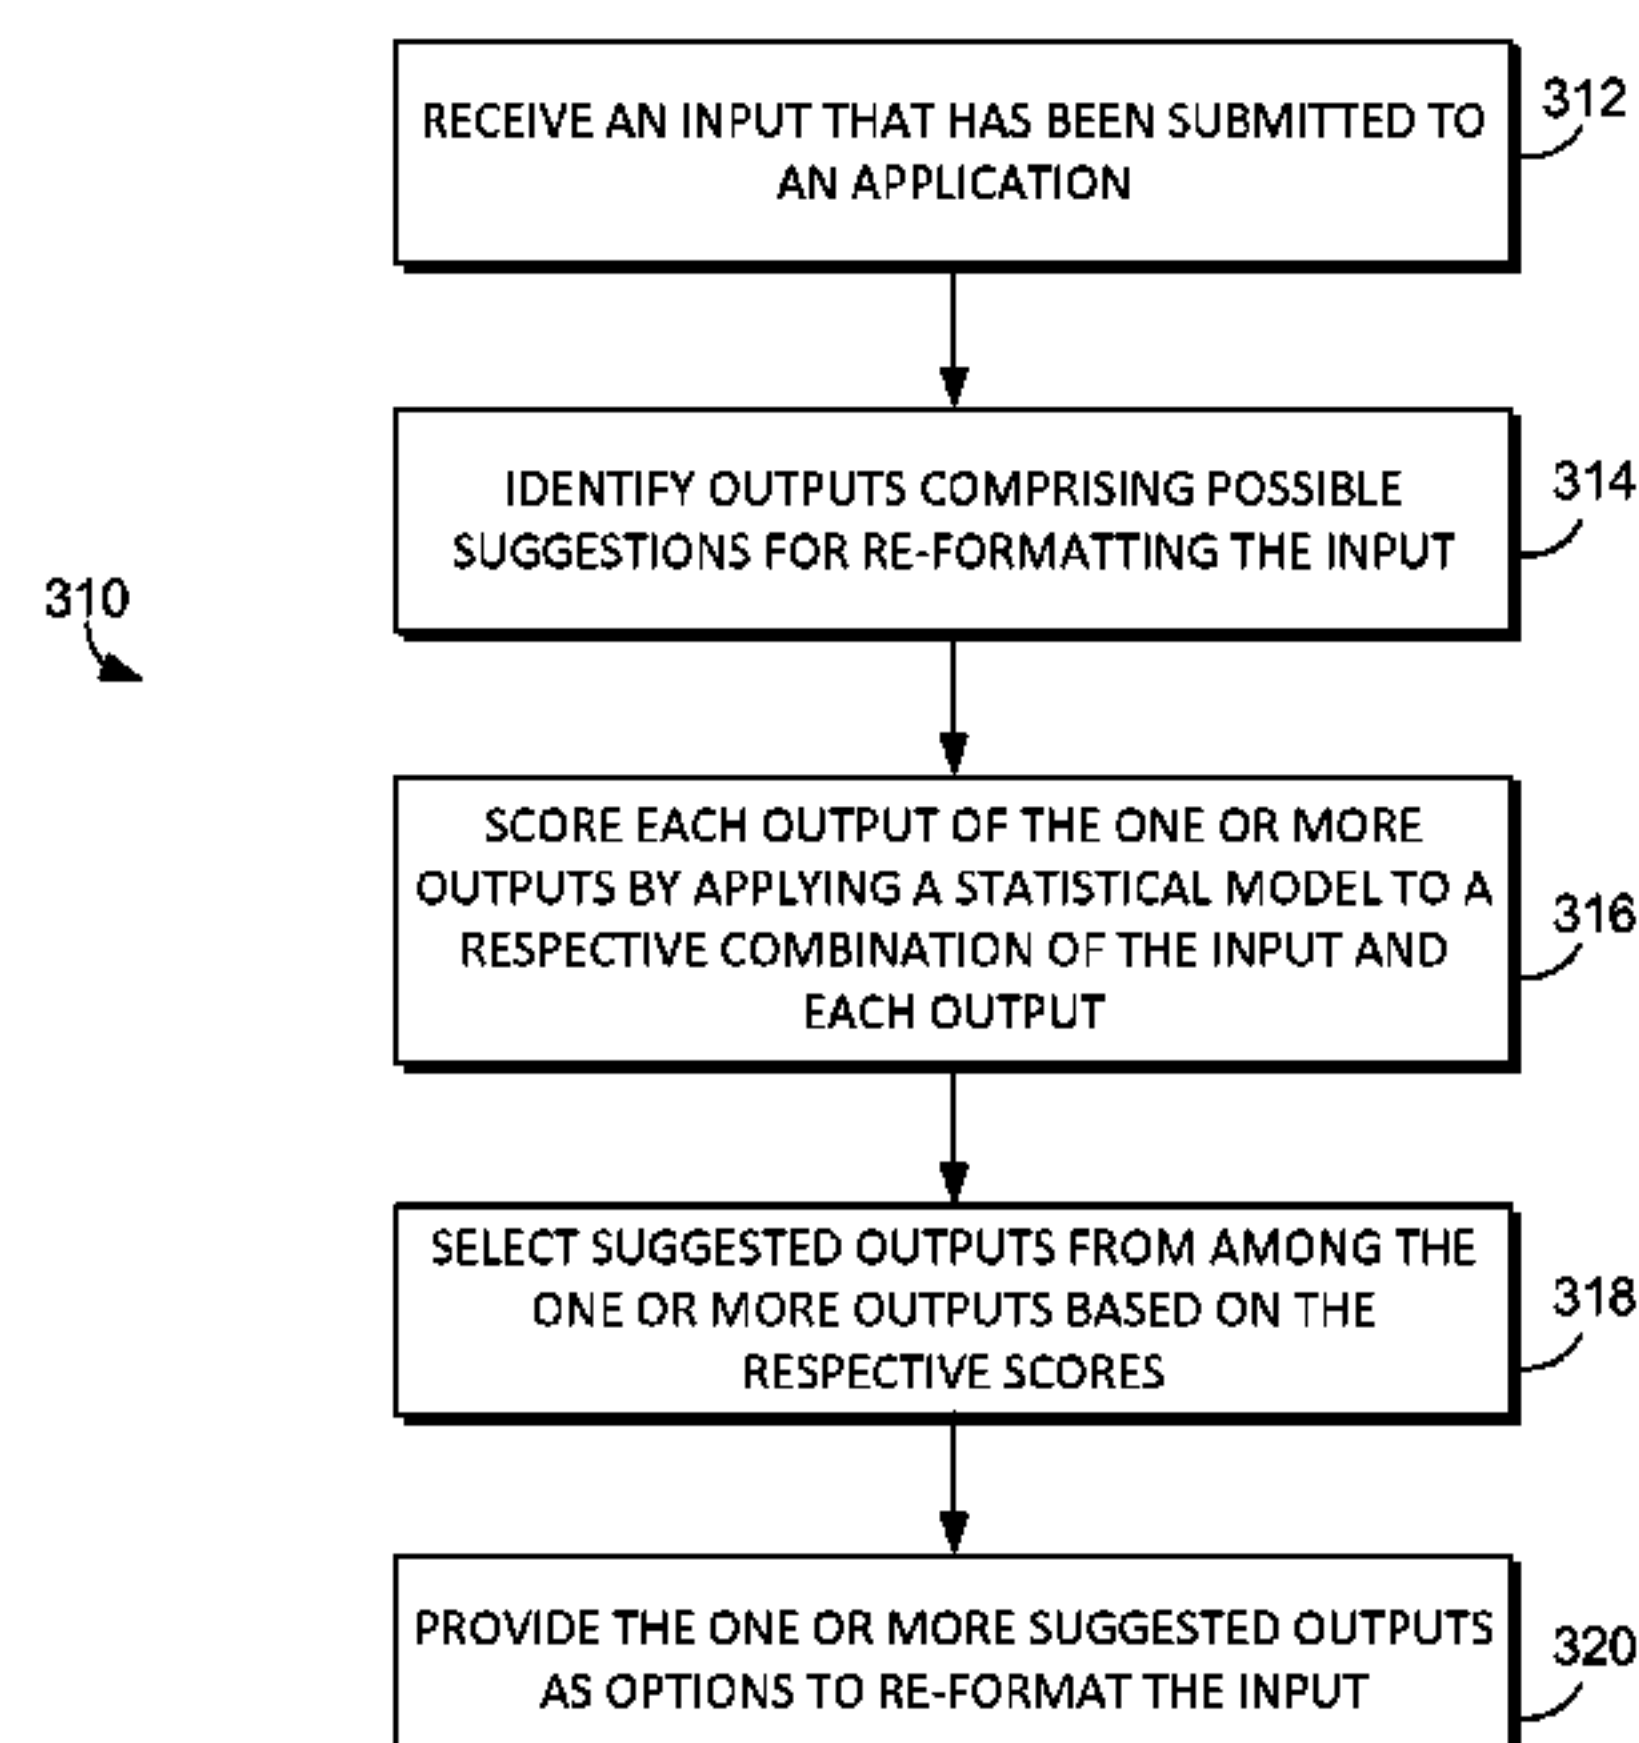 RECEIVE AN INPUT THAT HAS BEEN SUBMITTED TO
AN APPLICATION
312
IDENTIFY OUTPUTS COMPRISING POSSIBLE
SUGGESTIONS FOR RE-FORMATTING THE INPUT
314
310
SCORE EACH OUTPUT OF THE ONE OR MORE
OUTPUTS BY APPLYING A STATISTICAL MODEL TO A
RESPECTIVE COMBINATION OF THE INPUT AND
EACH OUTPUT
316
SELECT SUGGESTED OUTPUTS FROM AMONG THE
ONE OR MORE OUTPUTS BASED ON THE
RESPECTIVE SCORES
318
PROVIDE THE ONE OR MORE SUGGESTED OUTPUTS
AS OPTIONS TO RE-FORMAT THE INPUT
320